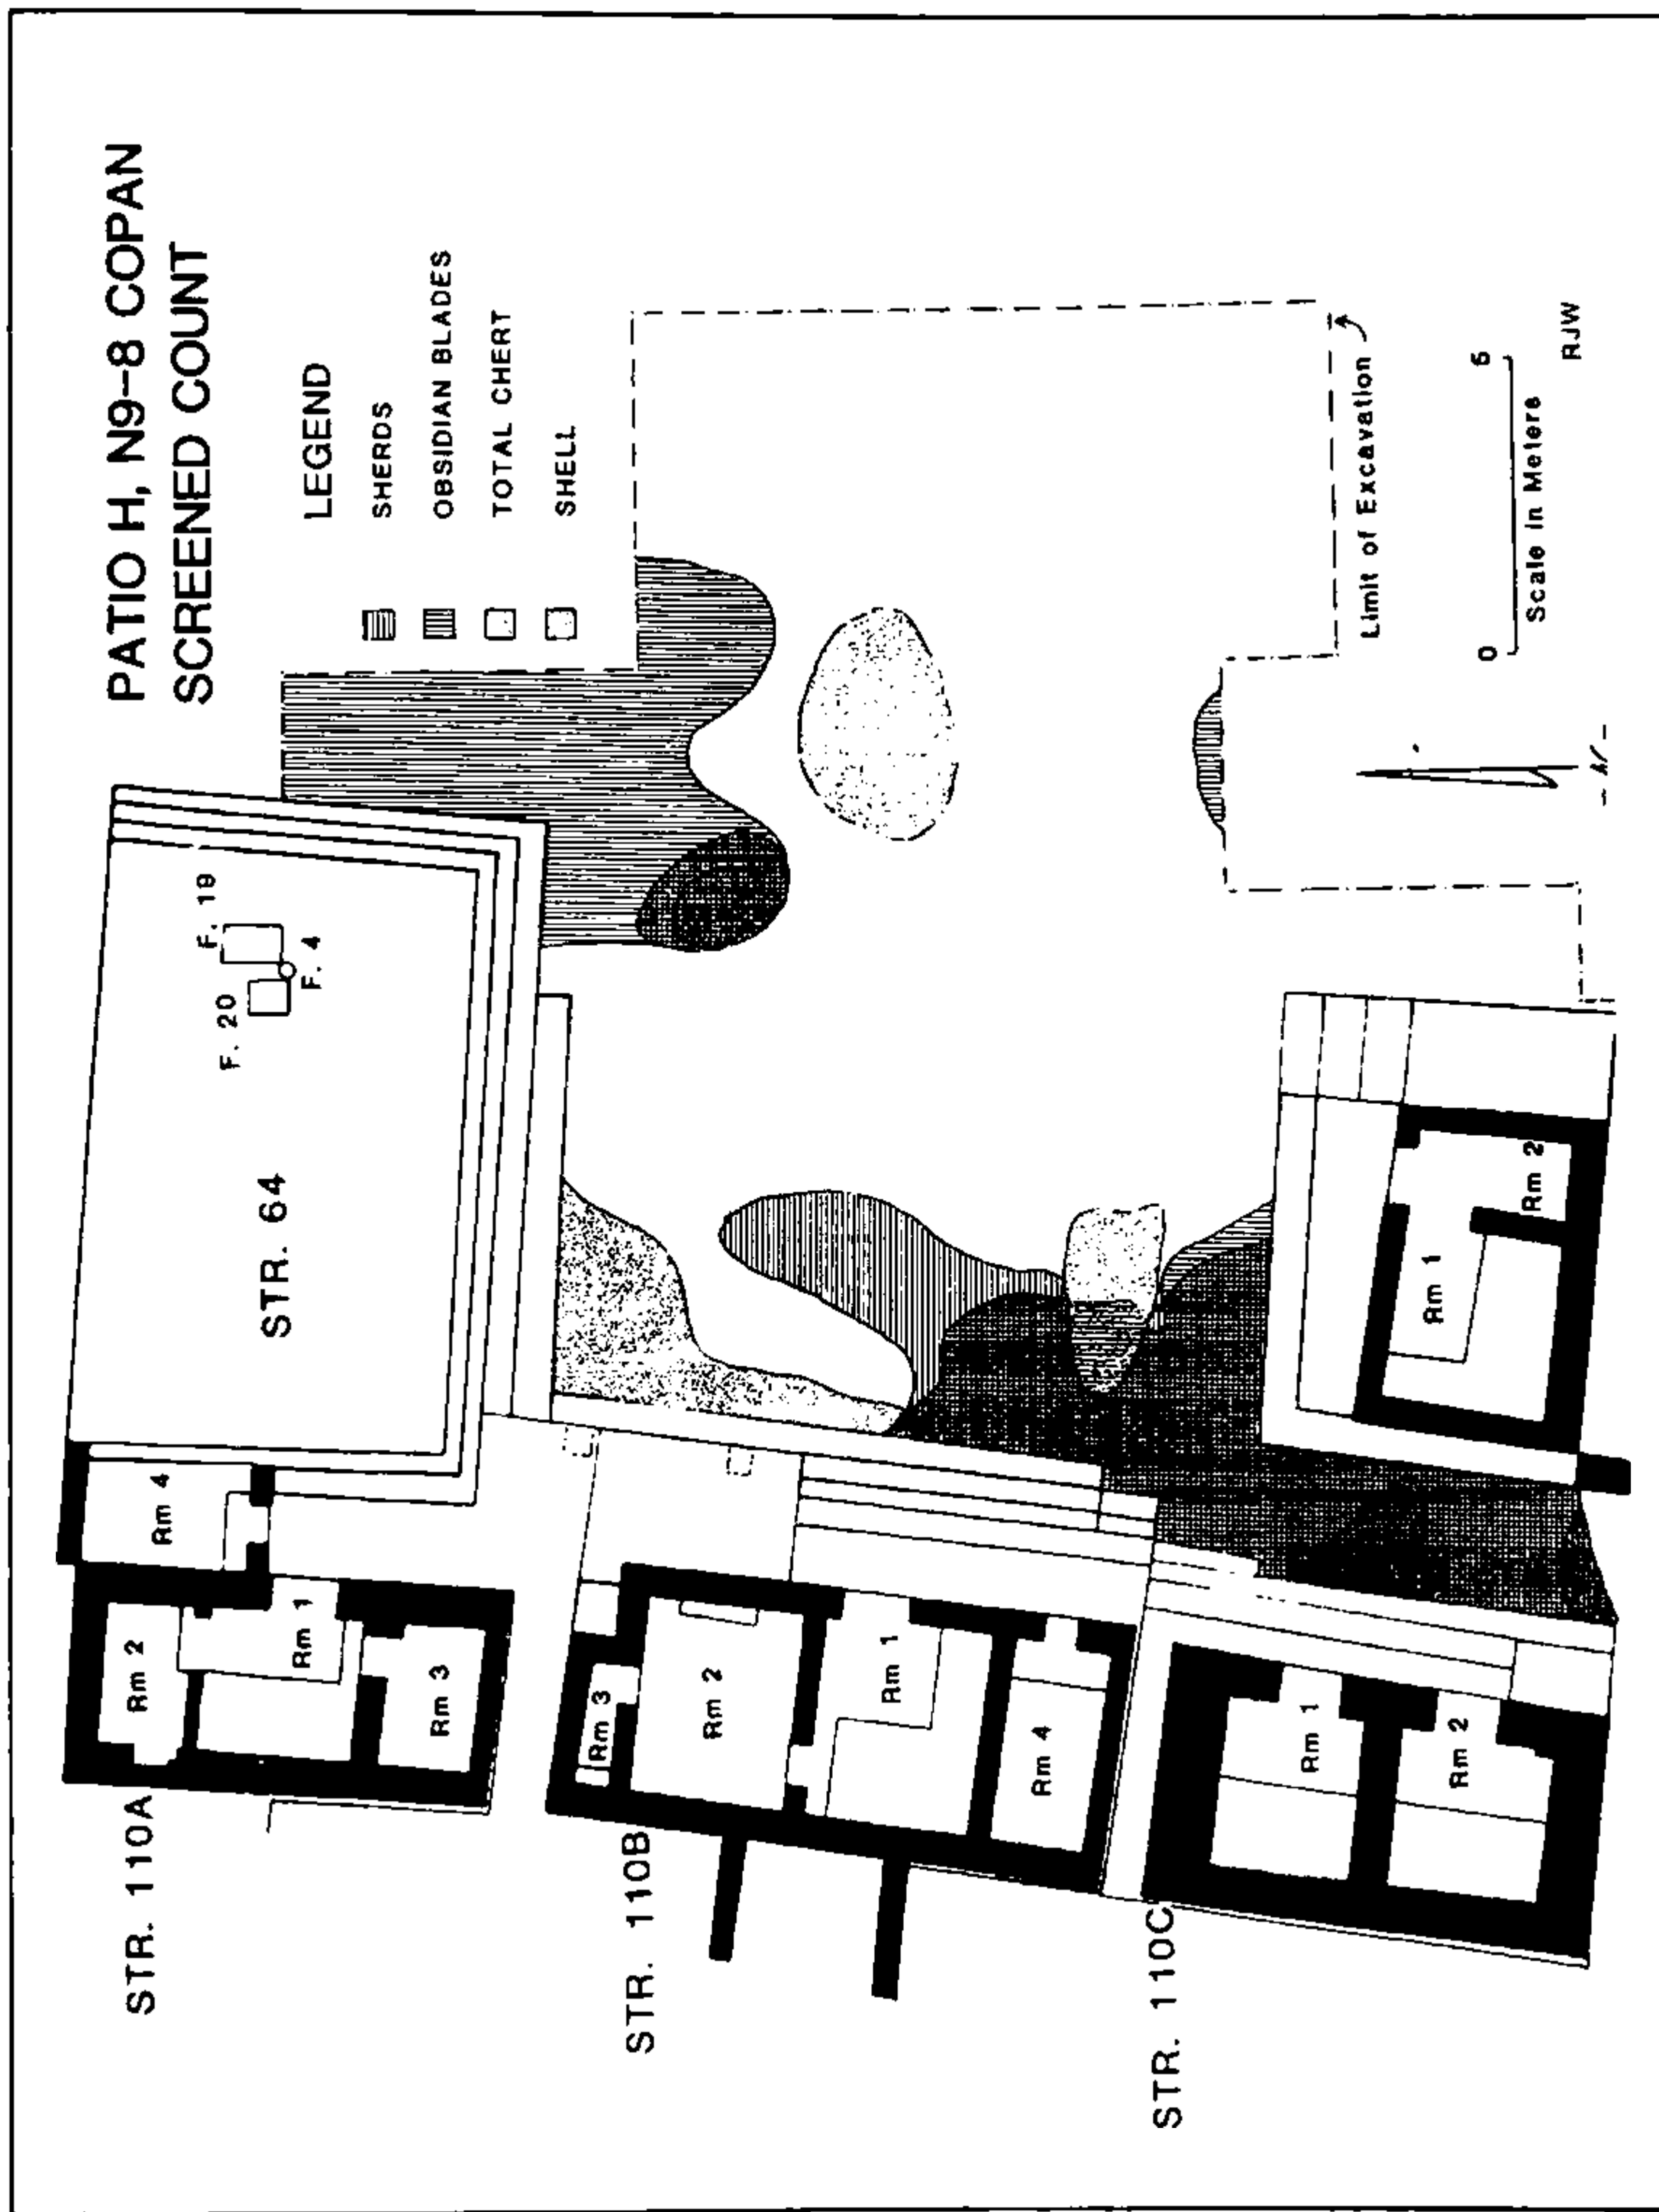 PATIO H, N9-8 COPAN
SCREENED COUNT
LEGEND
SHERDS
OBSIDIAN BLADES
TOTAL CHERT
SHELL
STR. 110A
Rm 2
Rm 1
Rm 3
Rm 4
STR. 64
F. 20
F. 19
F. 4
STR. 110B
Rm 3
Rm 2
Rm 1
Rm 4
STR. 110C
Rm 1
Rm 2
Rm 1
Rm 2
Limit of Excavation
0
5
Scale in Meters
RJW